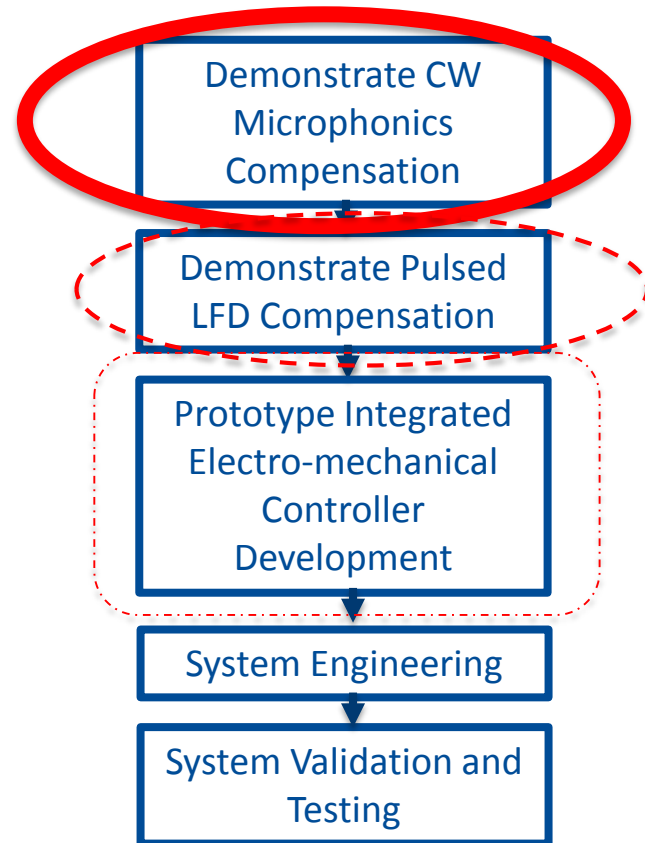 Demonstrate CW
Microphonics
Compensation
Demonstrate Pulsed
LFD Compensation
Prototype Integrated
Electro-mechanical
Controller
Development
System Engineering
System Validation and
Testing